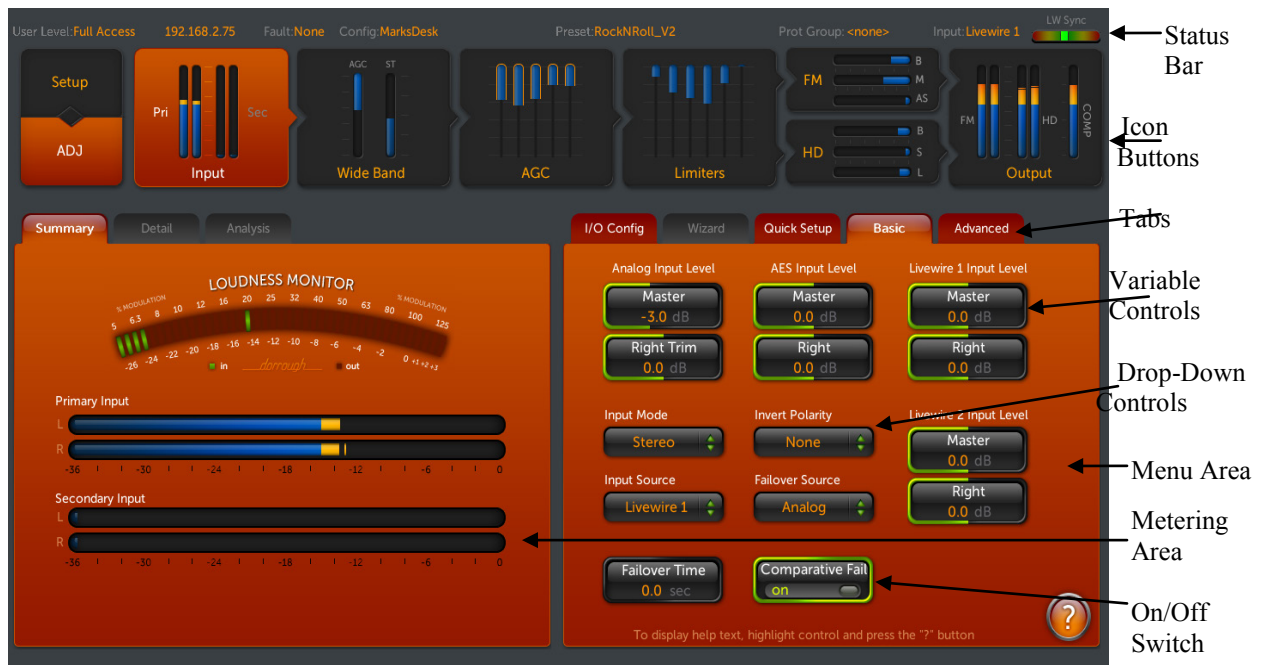 User Level:Full Access 192.168.2.75 Fault:None Config:MarksDesk Preset:RockNRoll_V2 Prot Group: <none> Input:Livewire 1 LW Sync
Status
Bar
Setup
ADJ
Pri
Sec
Input
AGC ST
Wide Band
AGC
Limiters
FM
B
M
AS
HD
B
S
L
FM
HD
COMP
Output
Icon
Buttons
Summary Detail Analysis
I/O Config Wizard Quick Setup Basic Advanced
Tabs
LOUDNESS MONITOR
% MODULATION % MODULATION
5 6.3 8 10 12 16 20 25 32 40 50 63 80 100 125
-26 -24 -22 -20 -18 -16 -14 -12 -10 -8 -6 -4 -2 0 +1 +2 +3
in dorrough out
Primary Input
L
R
-36 -30 -24 -18 -12 -6 0
Secondary Input
L
R
-36 -30 -24 -18 -12 -6 0
Analog Input Level AES Input Level Livewire 1 Input Level
Master Master Master
-3.0 dB 0.0 dB 0.0 dB
Right Trim Right Right
0.0 dB 0.0 dB 0.0 dB
Variable
Controls
Drop-Down
Controls
Input Mode Invert Polarity Livewire 2 Input Level
Stereo None Master
0.0 dB
Input Source Failover Source
Livewire 1 Analog Right
0.0 dB
Menu Area
Metering
Area
Failover Time Comparative Fail
0.0 sec on
?
To display help text, highlight control and press the "?" button
On/Off
Switch